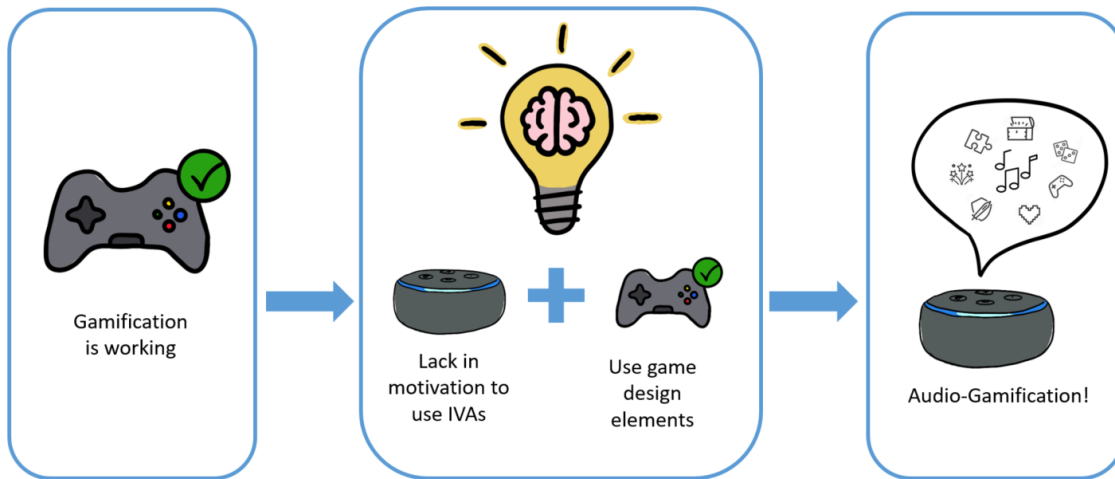 Gamification
is working
Lack in
motivation to
use IVAs
Use game
design
elements
Audio-Gamification!